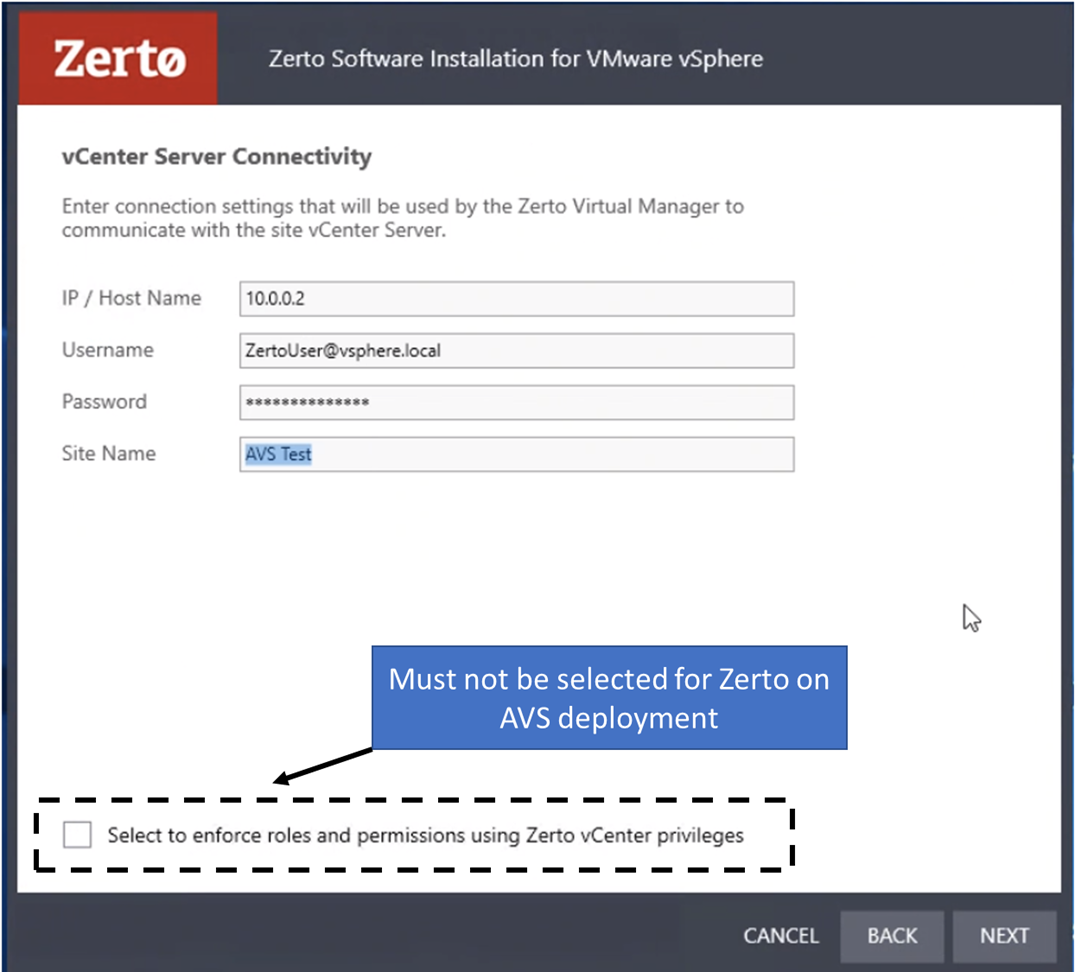 Zertø
Zerto Software Installation for VMware vSphere
vCenter Server Connectivity
Enter connection settings that will be used by the Zerto Virtual Manager to
communicate with the site vCenter Server.
IP / Host Name
10.0.0.2
Username
ZertoUser@vsphere.local
Password
**************
Site Name
AVS Test
Must not be selected for Zerto on
AVS deployment
Select to enforce roles and permissions using Zerto vCenter privileges
CANCEL
BACK
NEXT